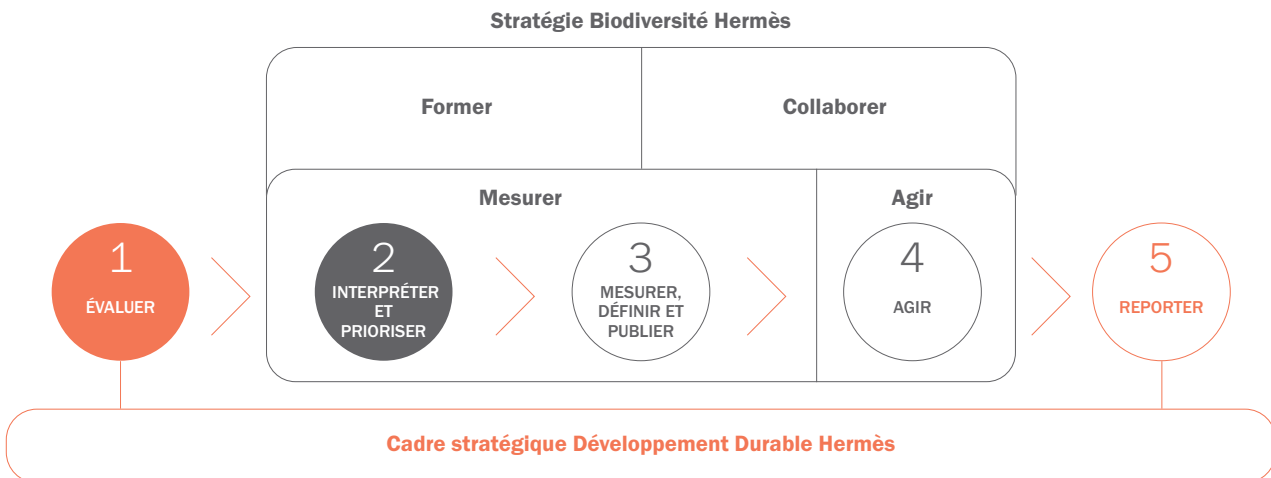 Stratégie Biodiversité Hermès
Former
Collaborer
Mesurer
Agir
1
ÉVALUER
2
INTERPRÉTER
ET
PRIORISER
3
MESURER,
DÉFINIR ET
PUBLIER
4
AGIR
5
REPORTER
Cadre stratégique Développement Durable Hermès